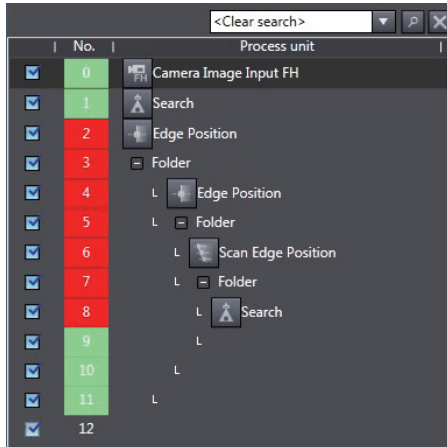 <Clear search>
No. Process unit
0 FH Camera Image Input FH
1 Search
2 Edge Position
3 Folder
4 Edge Position
5 Folder
6 Scan Edge Position
7 Folder
8 Search
9
10
11
12